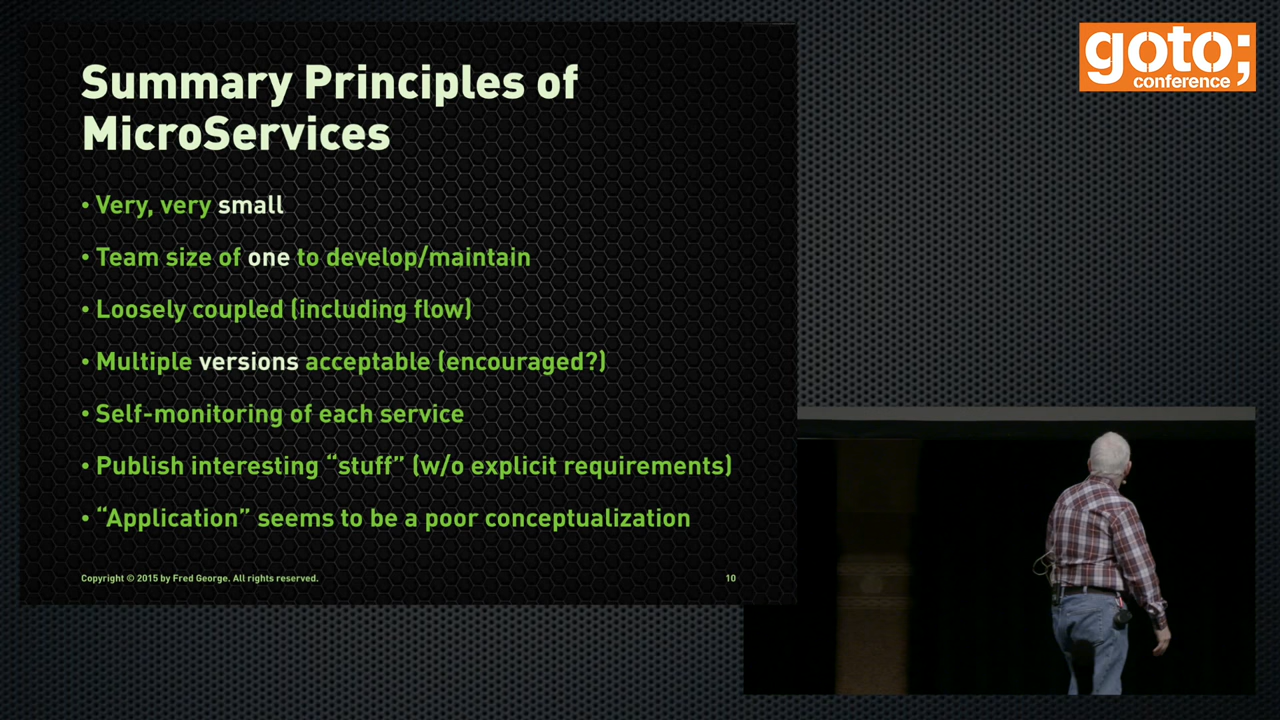 goto;
conference
Summary Principles of
MicroServices
• Very, very small
• Team size of one to develop/maintain
• Loosely coupled (including flow)
• Multiple versions acceptable (encouraged?)
• Self-monitoring of each service
• Publish interesting “stuff” (w/o explicit requirements)
• “Application” seems to be a poor conceptualization
Copyright © 2015 by Fred George. All rights reserved.
10